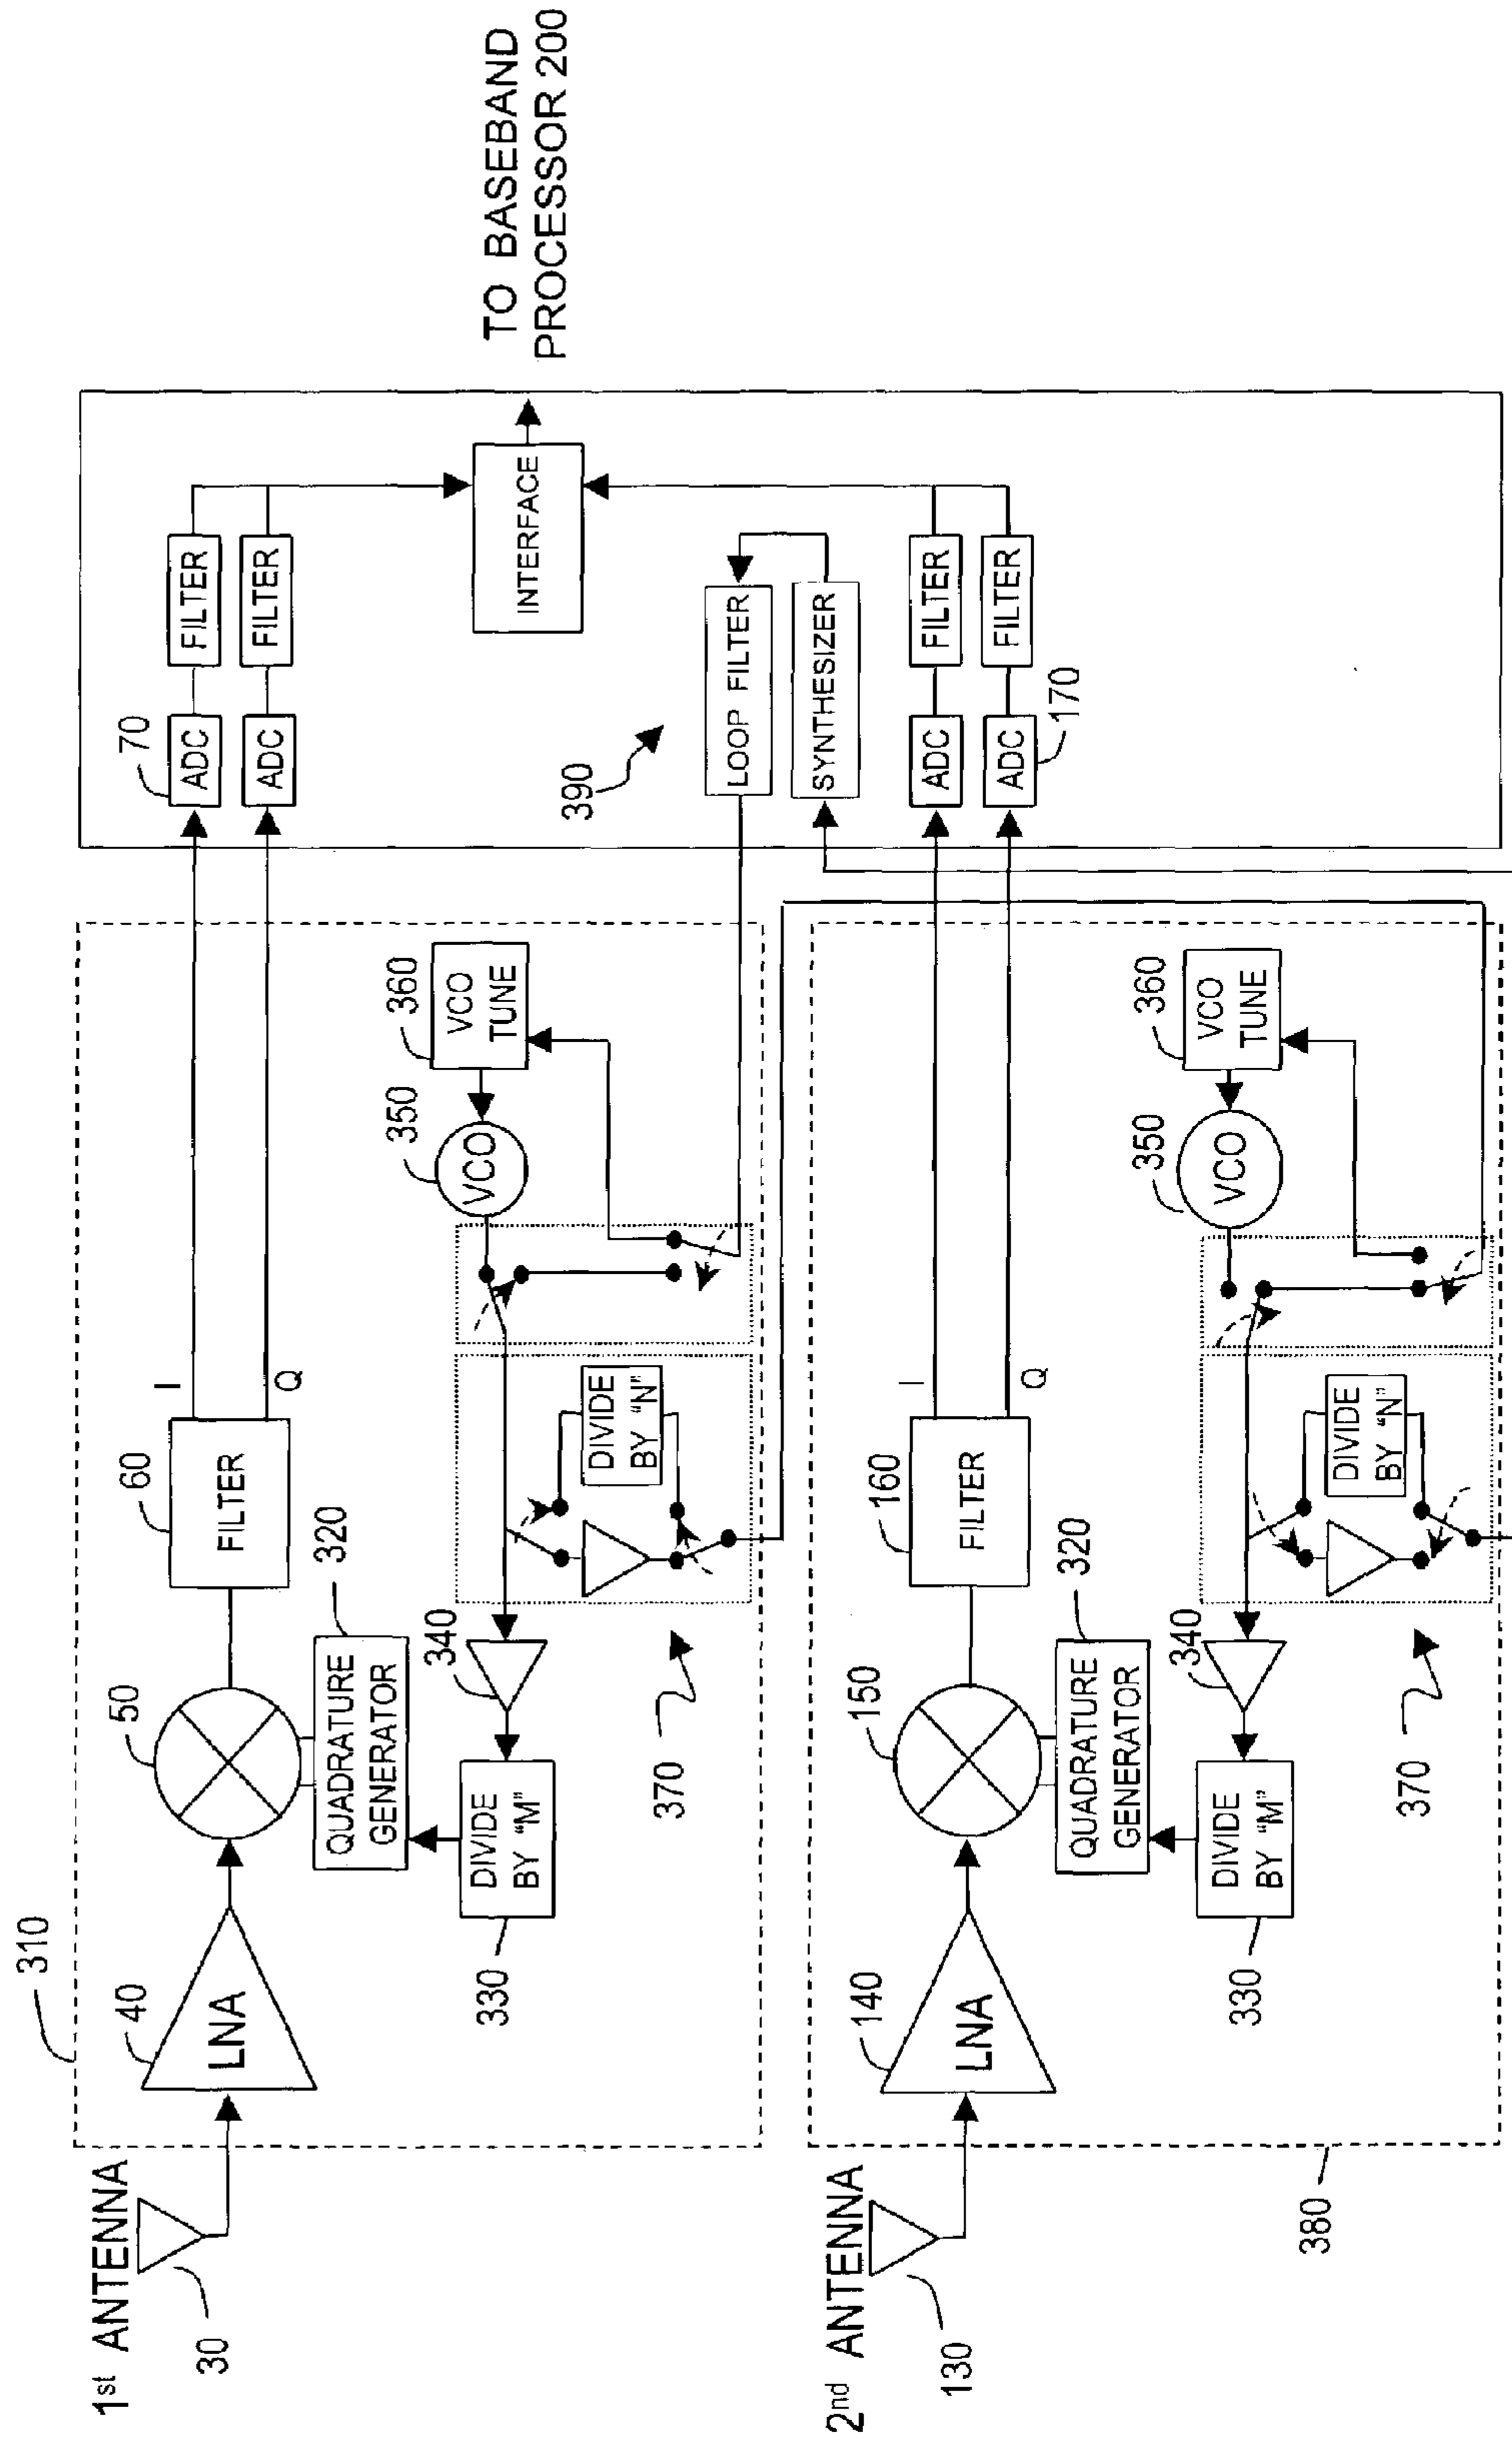 1st ANTENNA
30
310
40
LNA
50
60
FILTER
I
Q
70
ADC
FILTER
ADC
FILTER
320
QUADRATURE
GENERATOR
330
DIVIDE
BY "M"
340
370
DIVIDE
BY "N"
350
VCO
360
VCO
TUNE
INTERFACE
TO BASEBAND
PROCESSOR 200
390
LOOP FILTER
SYNTHESIZER
2nd ANTENNA
130
380
140
LNA
150
160
FILTER
I
Q
ADC
FILTER
ADC
FILTER
170
320
QUADRATURE
GENERATOR
330
DIVIDE
BY "M"
340
370
DIVIDE
BY "N"
350
VCO
360
VCO
TUNE